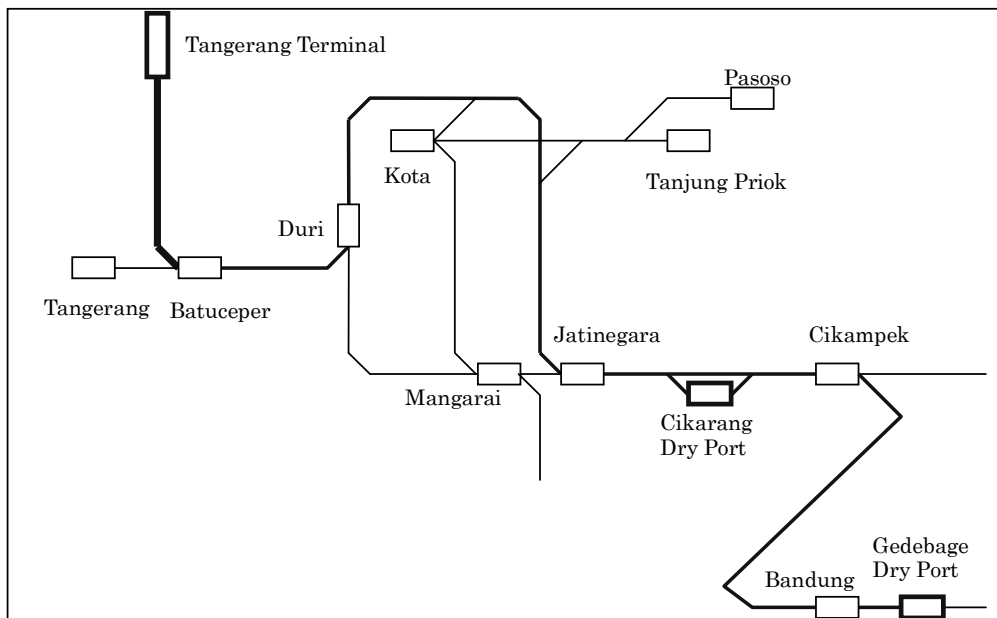 Tangerang Terminal
Pasoso
Kota
Tanjung Priok
Duri
Tangerang
Batuceper
Jatinegara
Cikampek
Mangarai
Cikarang
Dry Port
Gedebage
Dry Port
Bandung